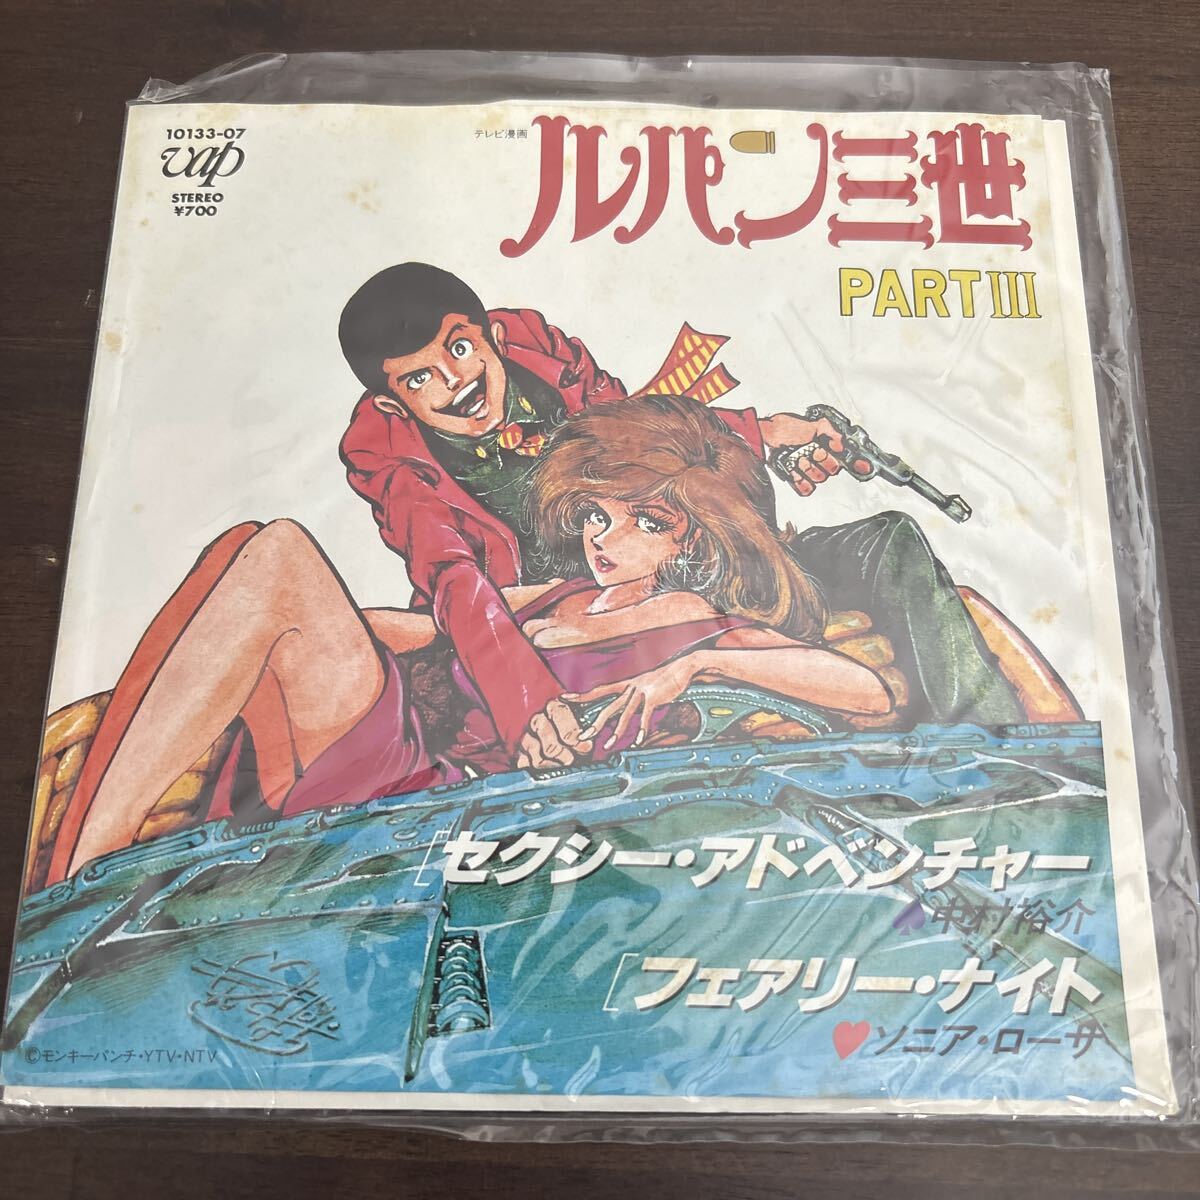 10133-07
vap
STEREO
¥700
テレビ漫画
ルパン三世
PART III
[セクシー・アドベンチャー
♠中村裕介
[フェアリー・ナイト
♥ソニア・ローザ
©モンキーパンチ・YTV・NTV